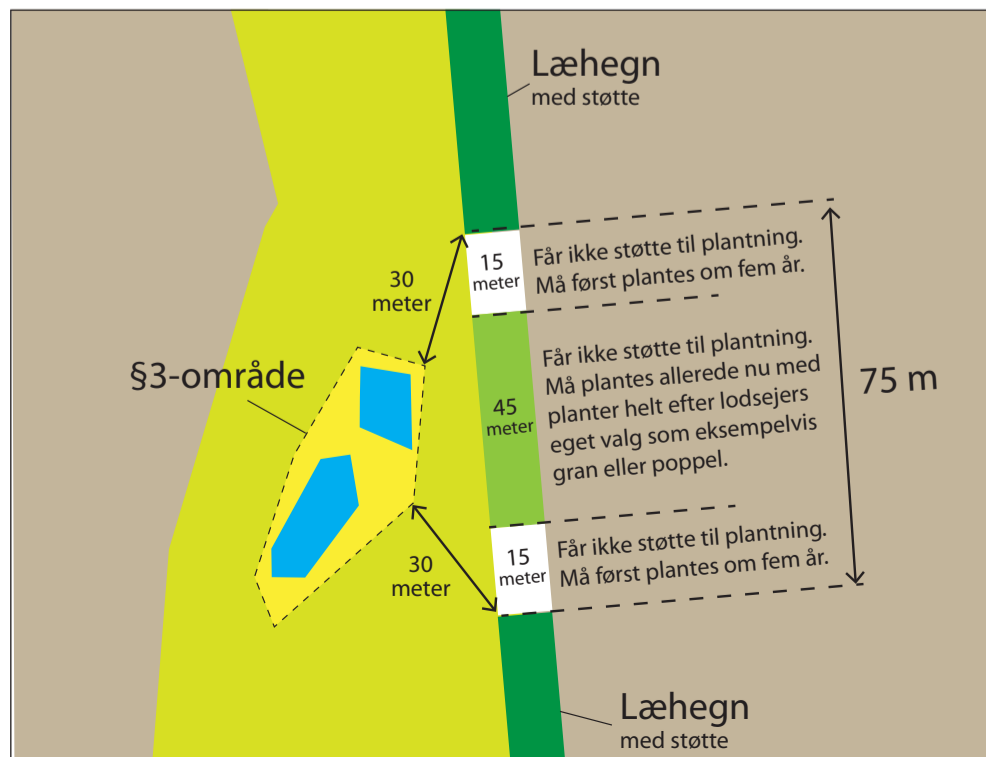 Læhegn
med støtte
15
meter
Får ikke støtte til plantning.
Må først plantes om fem år.
30
meter
§3-område
45
meter
Får ikke støtte til plantning.
Må plantes allerede nu med
planter helt efter lodsejers
eget valg som eksempelvis
gran eller poppel.
75 m
30
meter
15
meter
Får ikke støtte til plantning.
Må først plantes om fem år.
Læhegn
med støtte